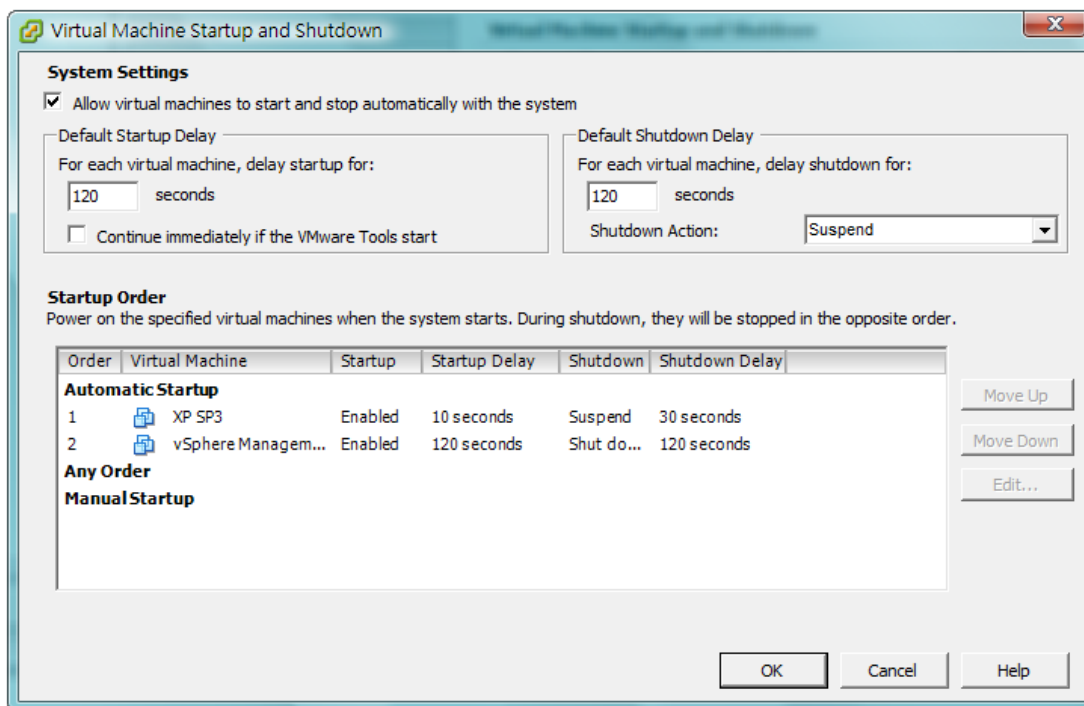 Virtual Machine Startup and Shutdown
System Settings
Allow virtual machines to start and stop automatically with the system
Default Startup Delay
For each virtual machine, delay startup for:
120 seconds
Continue immediately if the VMware Tools start
Default Shutdown Delay
For each virtual machine, delay shutdown for:
120 seconds
Shutdown Action: Suspend
Startup Order
Power on the specified virtual machines when the system starts. During shutdown, they will be stopped in the opposite order.
Order Virtual Machine Startup Startup Delay Shutdown Shutdown Delay
Automatic Startup
1 XP SP3 Enabled 10 seconds Suspend 30 seconds
2 vSphere Managem... Enabled 120 seconds Shut do... 120 seconds
Any Order
Manual Startup
Move Up
Move Down
Edit...
OK Cancel Help